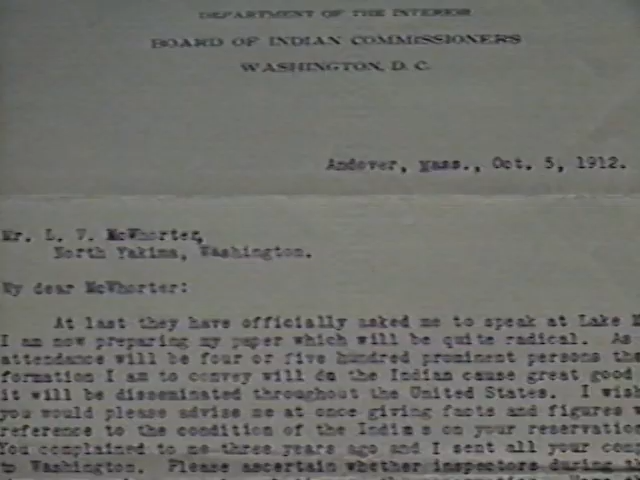 DEPARTMENT OF THE INTERIOR
BOARD OF INDIAN COMMISSIONERS
WASHINGTON, D. C.
Andover, Mass., Oct. 5, 1912.
Mr. L. V. McWhorter,
North Yakima, Washington.
My dear McWhorter:
At last they have officially asked me to speak at Lake M
I am now preparing my paper which will be quite radical. As
attendance will be four or five hundred prominent persons th
formation I am to convey will do the Indian cause great good
it will be disseminated throughout the United States. I wish
you would please advise me at once giving facts and figures w
reference to the condition of the Indians on your reservation
You complained to me three years ago and I sent all your comp
to Washington. Please ascertain whether inspectors during th